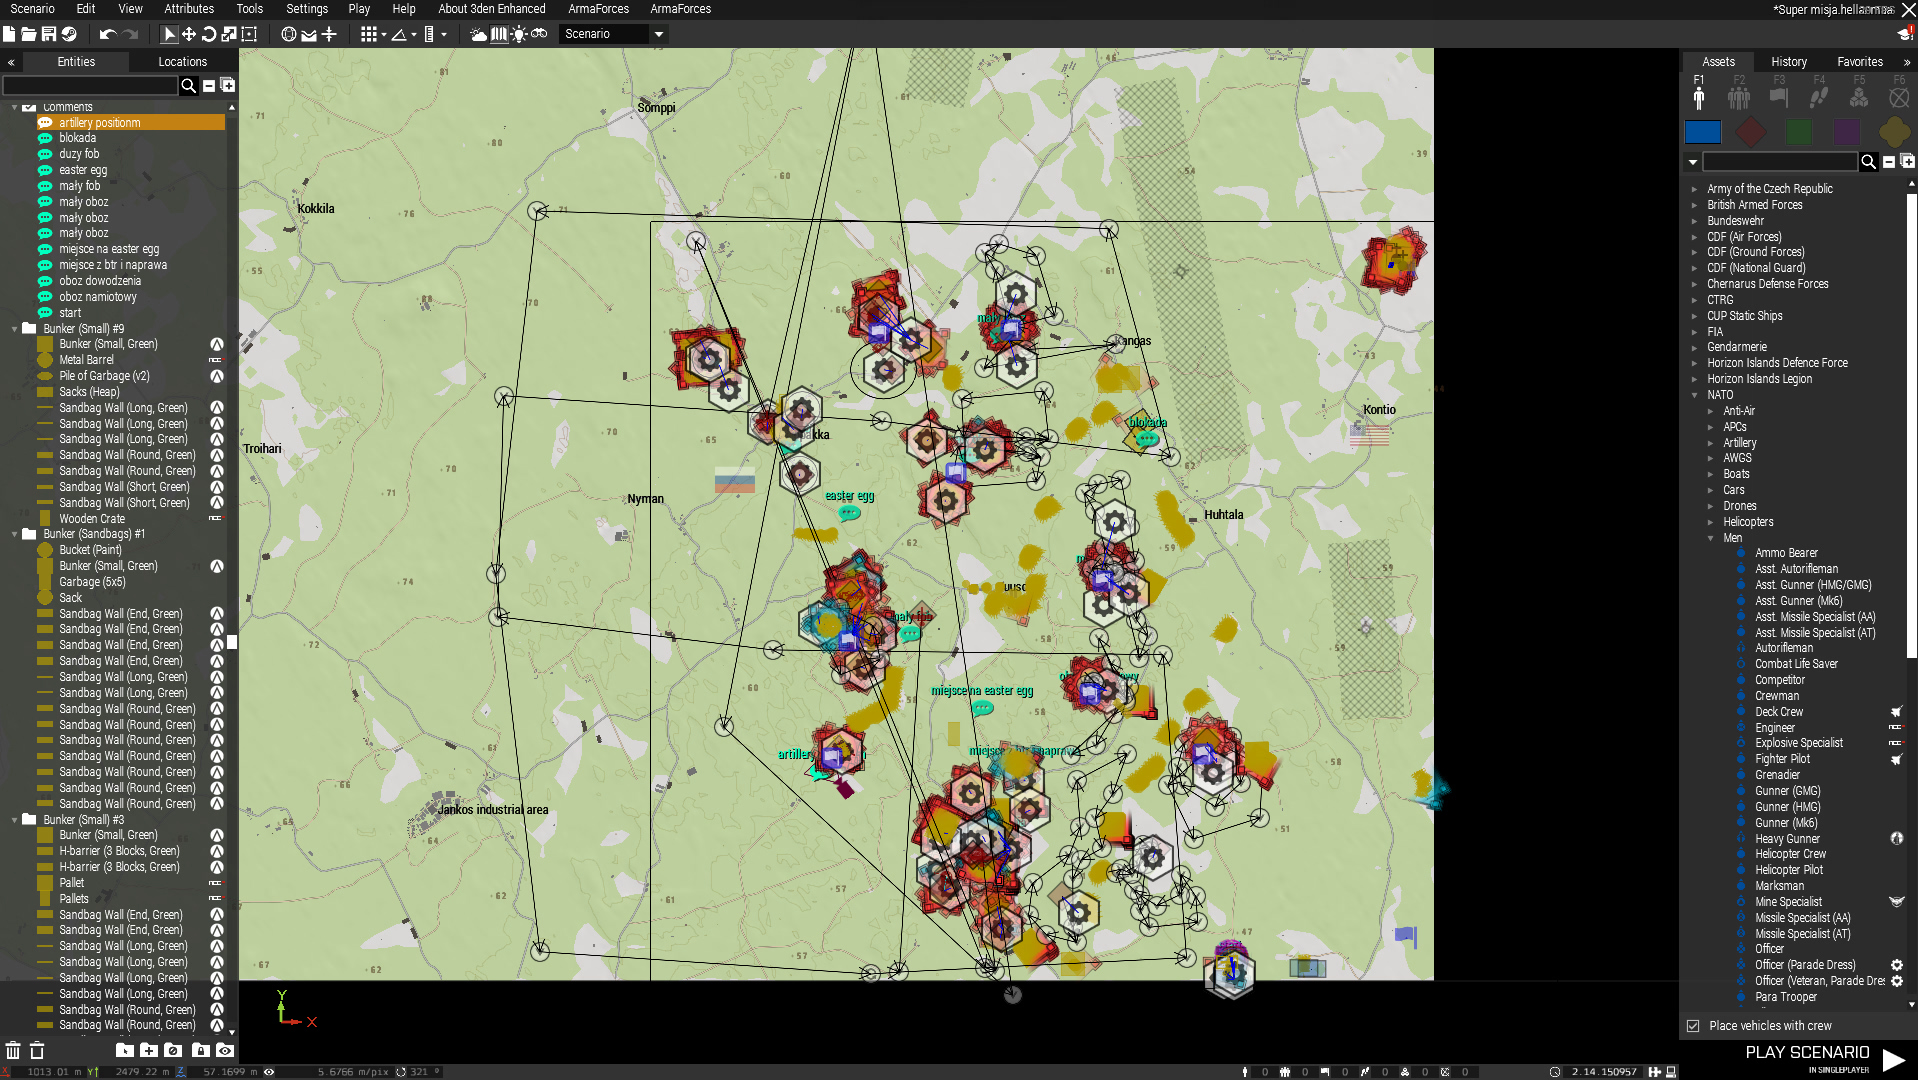 Scenario Edit View Attributes Tools Settings Play Help About 3den Enhanced ArmaForces ArmaForces
Scenario
Entities Locations
Comments
artillery positionm
blokada
duzy fob
easter egg
mały fob
mały oboz
mały oboz
mały oboz
miejsce na easter egg
miejsce z btr i naprawa
oboz dowodzenia
oboz namiotowy
start
Bunker (Small) #9
Bunker (Small, Green)
Metal Barrel
Pile of Garbage (v2)
Sacks (Heap)
Sandbag Wall (Long, Green)
Sandbag Wall (Long, Green)
Sandbag Wall (Long, Green)
Sandbag Wall (Round, Green)
Sandbag Wall (Round, Green)
Sandbag Wall (Short, Green)
Sandbag Wall (Short, Green)
Wooden Crate
Bunker (Sandbags) #1
Bucket (Paint)
Bunker (Small, Green)
Garbage (5x5)
Sack
Sandbag Wall (End, Green)
Sandbag Wall (End, Green)
Sandbag Wall (End, Green)
Sandbag Wall (End, Green)
Sandbag Wall (Long, Green)
Sandbag Wall (Long, Green)
Sandbag Wall (Round, Green)
Sandbag Wall (Round, Green)
Sandbag Wall (Round, Green)
Sandbag Wall (Round, Green)
Sandbag Wall (Round, Green)
Sandbag Wall (Round, Green)
Sandbag Wall (Round, Green)
Bunker (Small) #3
Bunker (Small, Green)
H-barrier (3 Blocks, Green)
H-barrier (3 Blocks, Green)
Pallet
Pallets
Sandbag Wall (End, Green)
Sandbag Wall (End, Green)
Sandbag Wall (Long, Green)
Sandbag Wall (Long, Green)
Sandbag Wall (Long, Green)
Sandbag Wall (Long, Green)
Sandbag Wall (Round, Green)
Sandbag Wall (Round, Green)
Somppi
Kokkila
Kangas
Kontio
blokada
Troihari
Nyman
easter egg
Huhtala
mały fob
miejsce na easter egg
Jankos industrial area
Y
X
Assets History Favorites
F1 F2 F3 F4 F5 F6
Army of the Czech Republic
British Armed Forces
Bundeswehr
CDF (Air Forces)
CDF (Ground Forces)
CDF (National Guard)
Chernarus Defense Forces
CTRG
CUP Static Ships
FIA
Gendarmerie
Horizon Islands Defence Force
Horizon Islands Legion
NATO
Anti-Air
APCs
Artillery
AWGS
Boats
Cars
Drones
Helicopters
Men
Ammo Bearer
Asst. Autorifleman
Asst. Gunner (HMG/GMG)
Asst. Gunner (Mk6)
Asst. Missile Specialist (AA)
Asst. Missile Specialist (AT)
Autorifleman
Combat Life Saver
Competitor
Crewman
Deck Crew
Engineer
Explosive Specialist
Fighter Pilot
Grenadier
Gunner (GMG)
Gunner (HMG)
Gunner (Mk6)
Heavy Gunner
Helicopter Crew
Helicopter Pilot
Marksman
Mine Specialist
Missile Specialist (AA)
Missile Specialist (AT)
Officer
Officer (Parade Dress)
Officer (Veteran, Parade Dres
Para Trooper
Place vehicles with crew
PLAY SCENARIO
IN SINGLEPLAYER
X 1013.01 m Y 2479.22 m Z 57.1699 m 5.6766 m/pix 321 °
0 0 0 0 0 0 2.14.150957